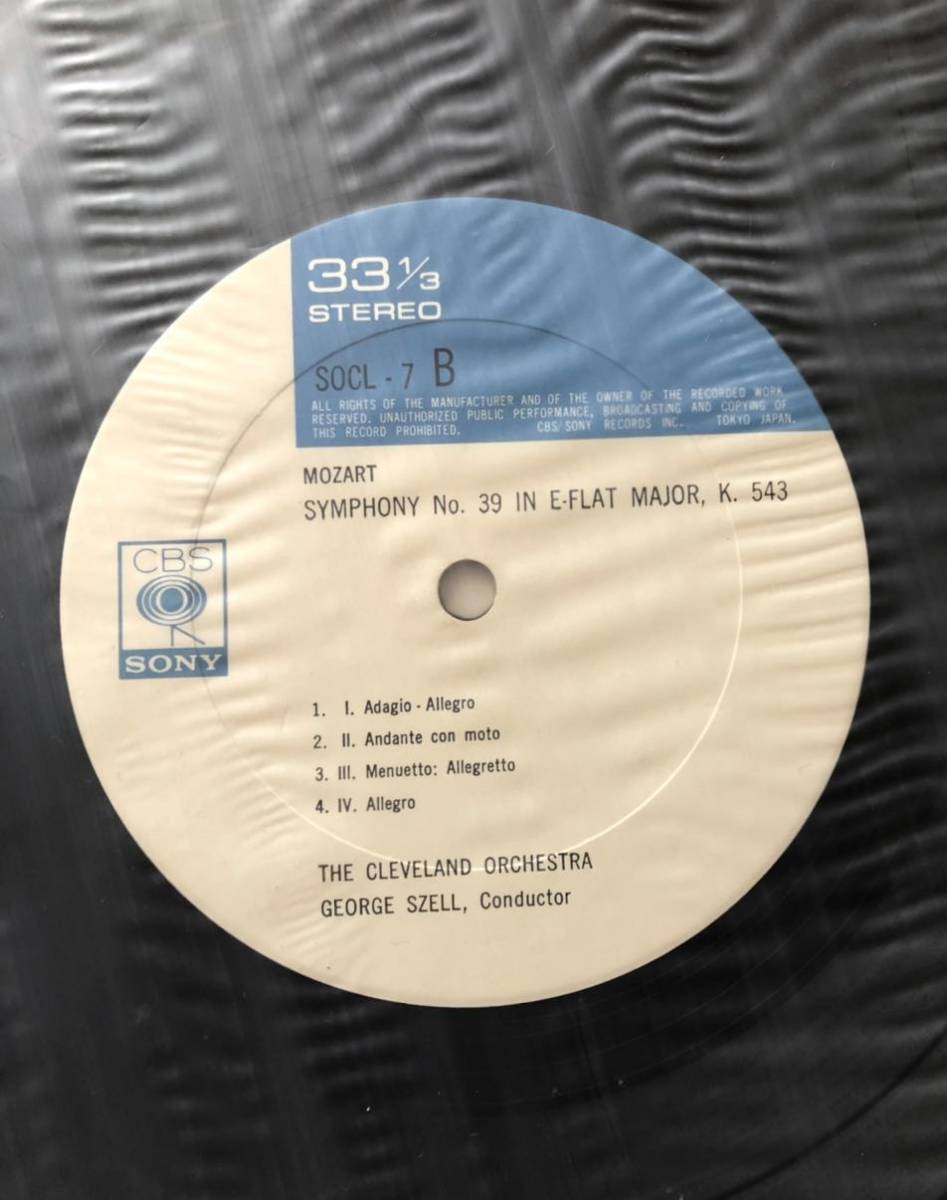 33 1/3
STEREO
SOCL - 7 B
ALL RIGHTS OF THE MANUFACTURER AND OF THE OWNER OF THE RECORDED WORK
RESERVED. UNAUTHORIZED PUBLIC PERFORMANCE, BROADCASTING AND COPYING OF
THIS RECORD PROHIBITED. CBS/SONY RECORDS INC. TOKYO JAPAN.
MOZART
SYMPHONY No. 39 IN E-FLAT MAJOR, K. 543
CBS
SONY
1. I. Adagio - Allegro
2. II. Andante con moto
3. III. Menuetto: Allegretto
4. IV. Allegro
THE CLEVELAND ORCHESTRA
GEORGE SZELL, Conductor